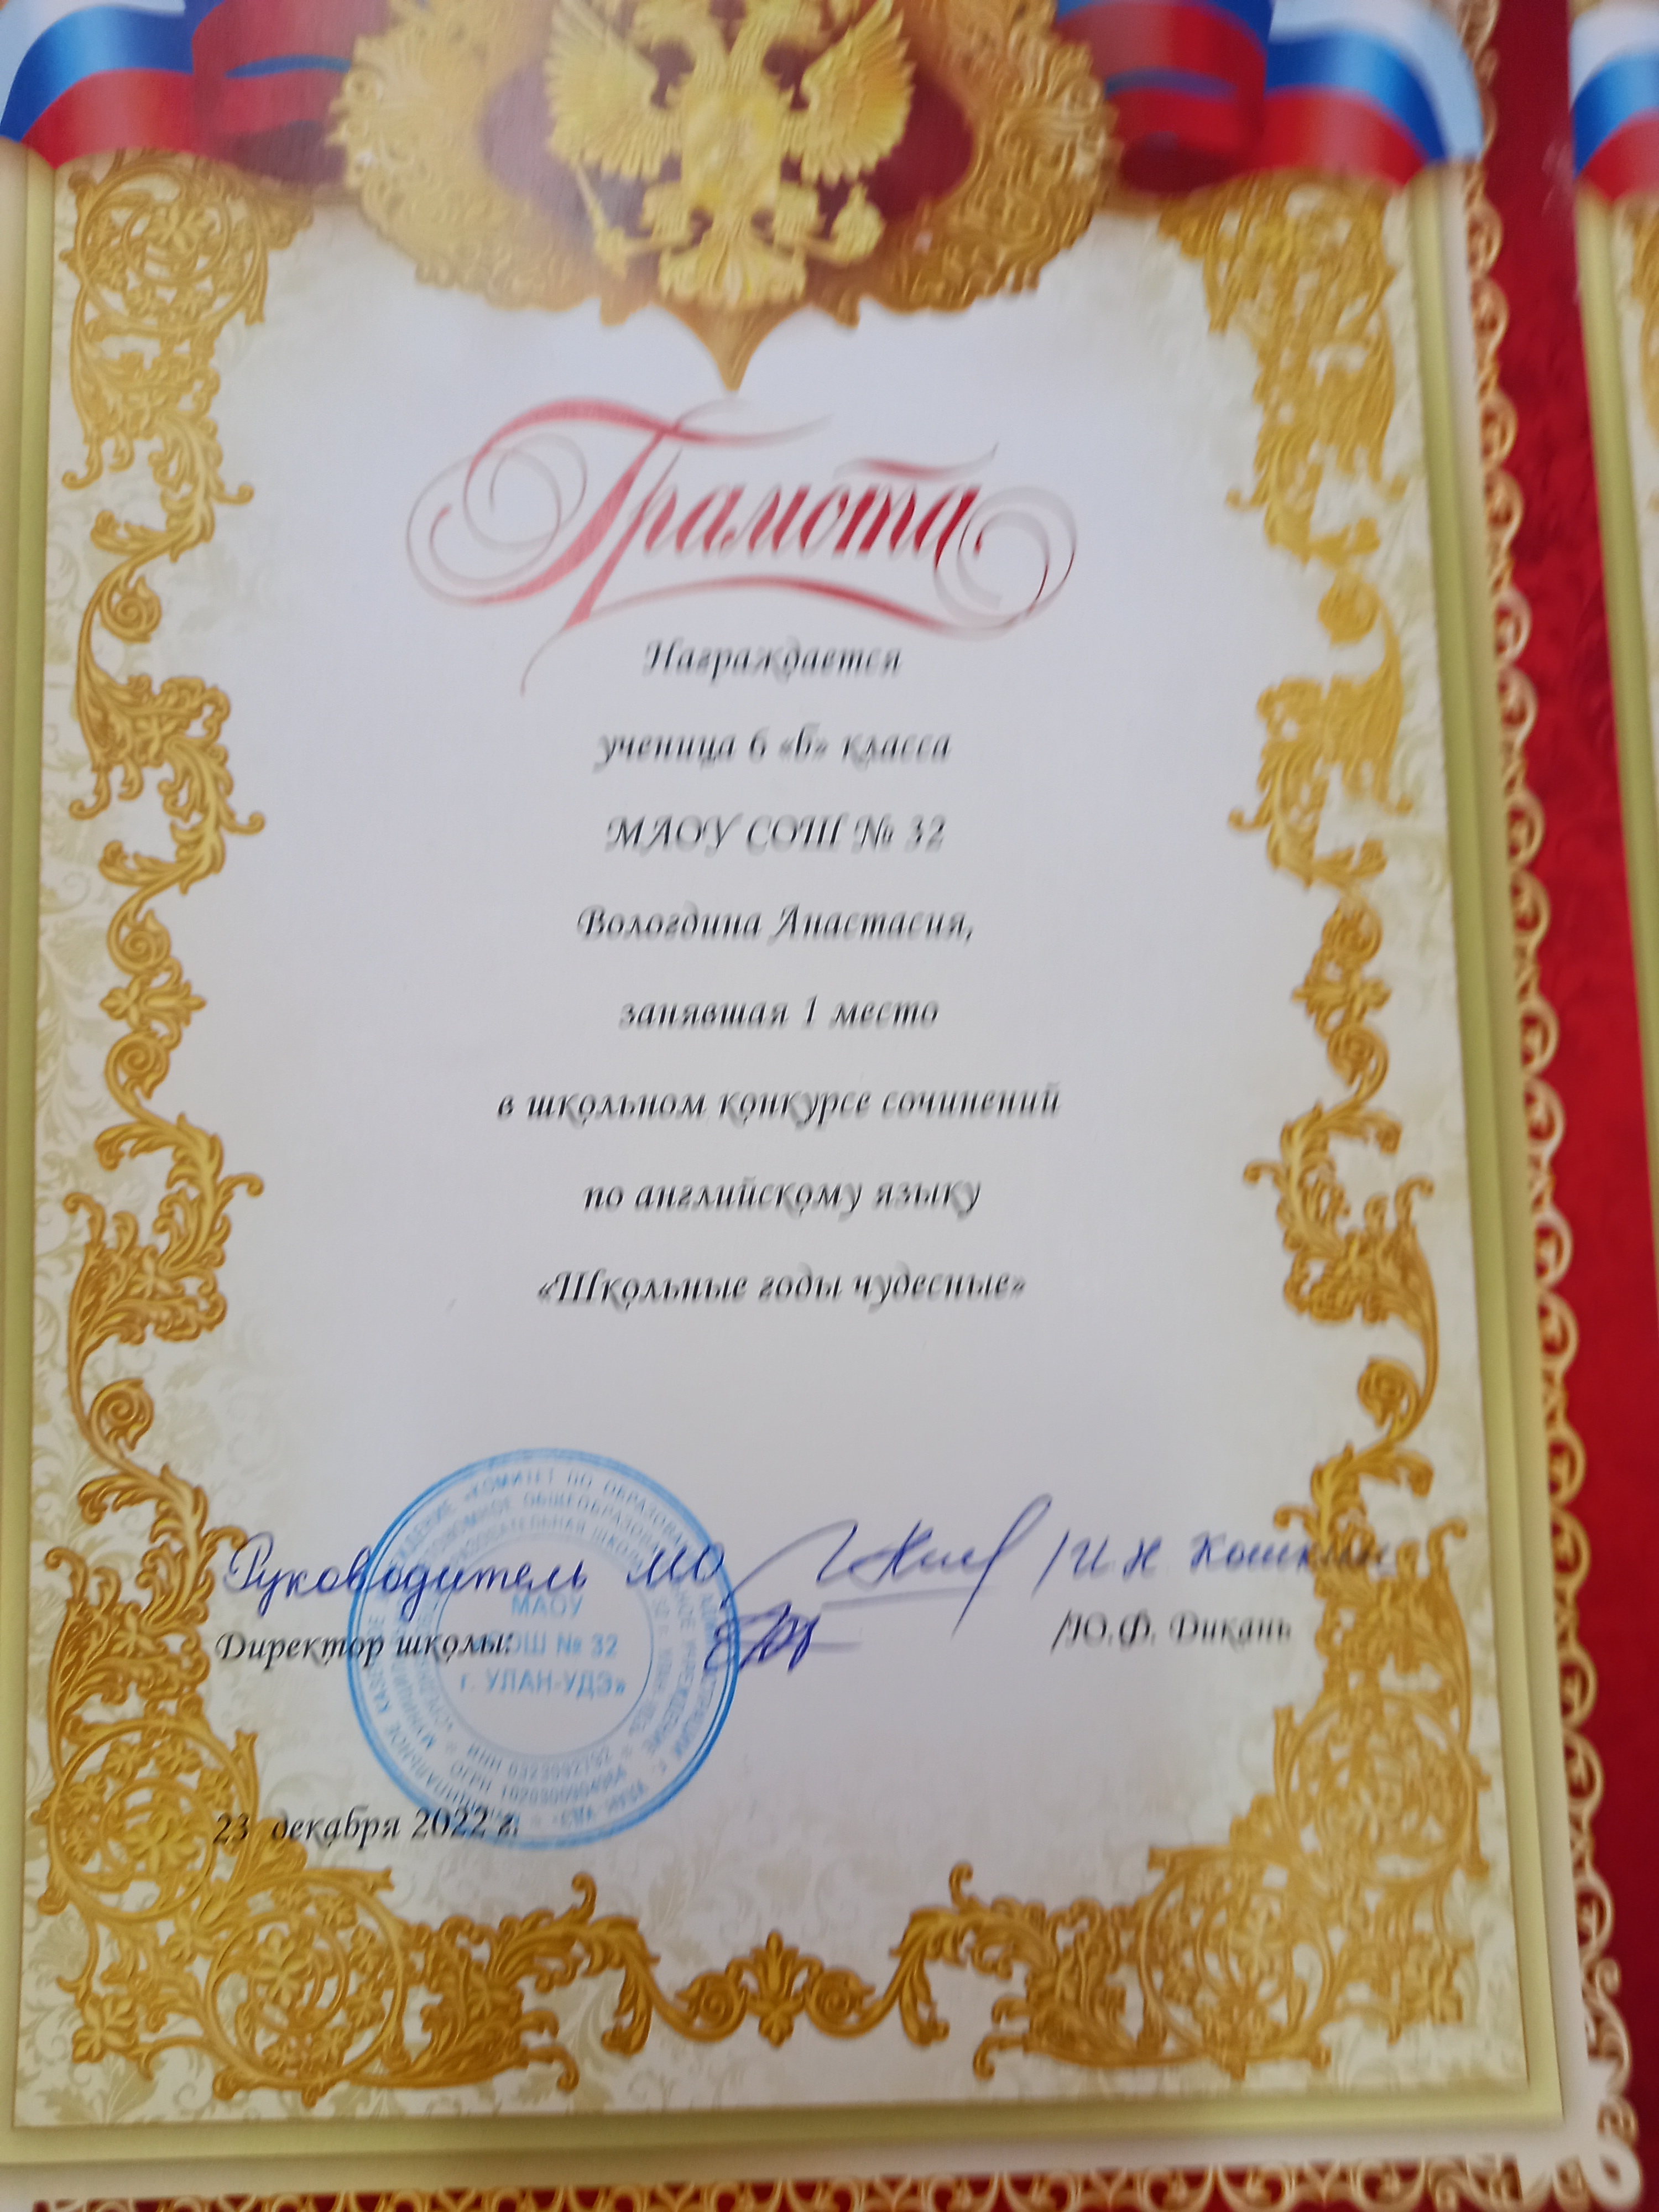 Грамота
Награждается
ученица 6 «б» класса
МАОУ СОШ № 32
Вологдина Анастасия,
занявшая 1 место
в школьном конкурсе сочинений
по английскому языку
«Школьные годы чудесные»
Руководитель МО /И Н
Директор школы: /Ю.Ф. Дикань
МАОУ
«СОШ № 32
г. УЛАН-УДЭ»
23 декабря 2022 г.